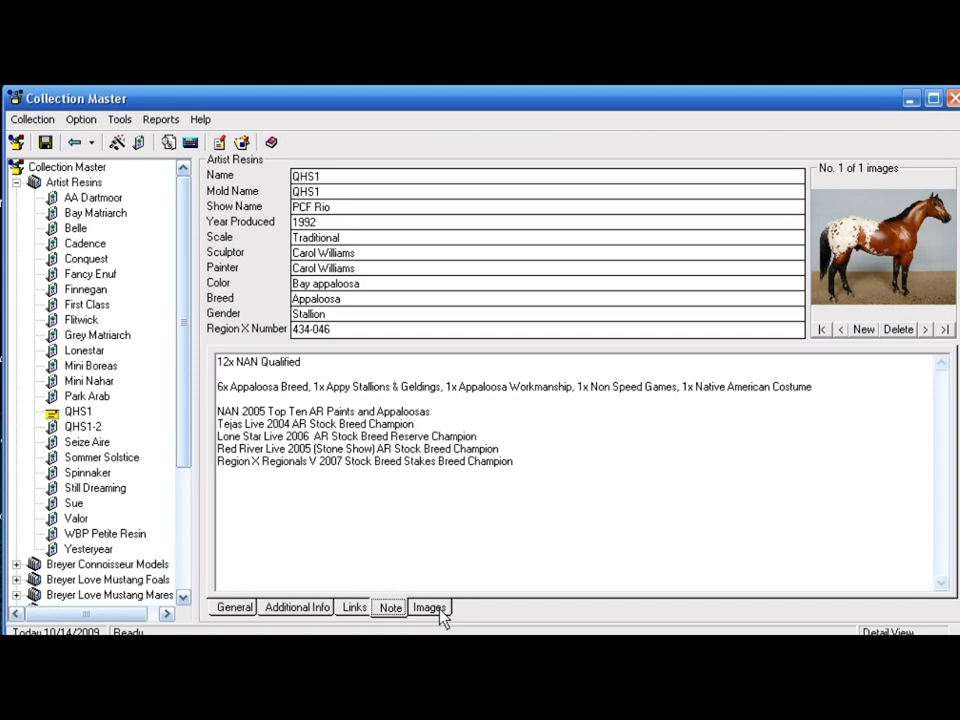 Collection Master
Collection Option Tools Reports Help
Collection Master
Artist Resins
AA Dartmoor
Bay Matriarch
Belle
Cadence
Conquest
Fancy Enuf
Finnegan
First Class
Flitwick
Grey Matriarch
Lonestar
Mini Boreas
Mini Nahar
Park Arab
QHS1
QHS1-2
Seize Aire
Sommer Solstice
Spinnaker
Still Dreaming
Sue
Valor
WBP Petite Resin
Yesteryear
Breyer Connoisseur Models
Breyer Love Mustang Foals
Breyer Love Mustang Mares
Artist Resins
Name QHS1
Mold Name QHS1
Show Name PCF Rio
Year Produced 1992
Scale Traditional
Sculptor Carol Williams
Painter Carol Williams
Color Bay appaloosa
Breed Appaloosa
Gender Stallion
Region X Number 434-046
No. 1 of 1 images
|< < New Delete > >|
12x NAN Qualified
6x Appaloosa Breed, 1x Appy Stallions & Geldings, 1x Appaloosa Workmanship, 1x Non Speed Games, 1x Native American Costume
NAN 2005 Top Ten AR Paints and Appaloosas
Tejas Live 2004 AR Stock Breed Champion
Lone Star Live 2006 AR Stock Breed Reserve Champion
Red River Live 2005 (Stone Show) AR Stock Breed Champion
Region X Regionals V 2007 Stock Breed Stakes Breed Champion
General Additional Info Links Note Images
Today 10/14/2009 Ready Detail View